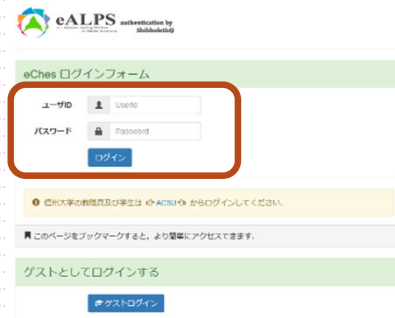 eALPS authentication by
Shibboleth@
eChes ログインフォーム
ユーザID UserId
パスワード Password
ログイン
信州大学の教職員及び学生は ACSU からログインしてください。
このページをブックマークすると、より簡単にアクセスできます。
ゲストとしてログインする
ゲストログイン